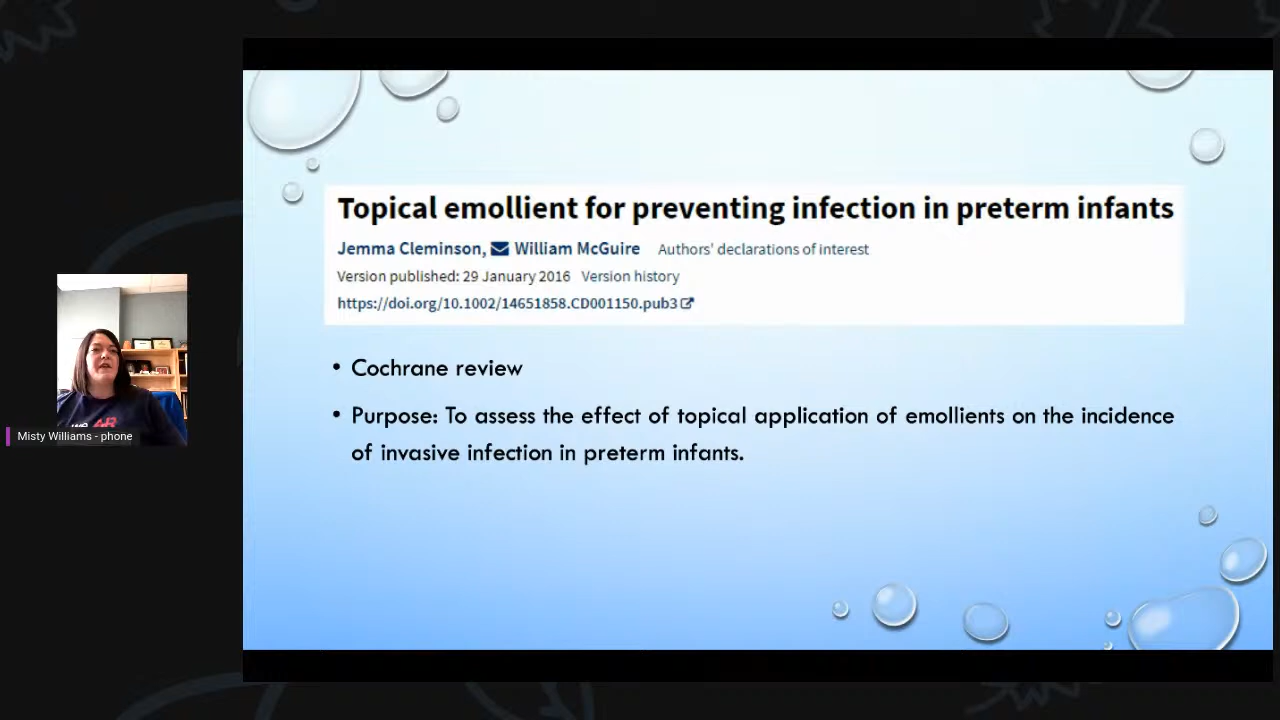 Topical emollient for preventing infection in preterm infants
Jemma Cleminson, William McGuire Authors' declarations of interest
Version published: 29 January 2016 Version history
https://doi.org/10.1002/14651858.CD001150.pub3
• Cochrane review
• Purpose: To assess the effect of topical application of emollients on the incidence
of invasive infection in preterm infants.
Misty Williams - phone